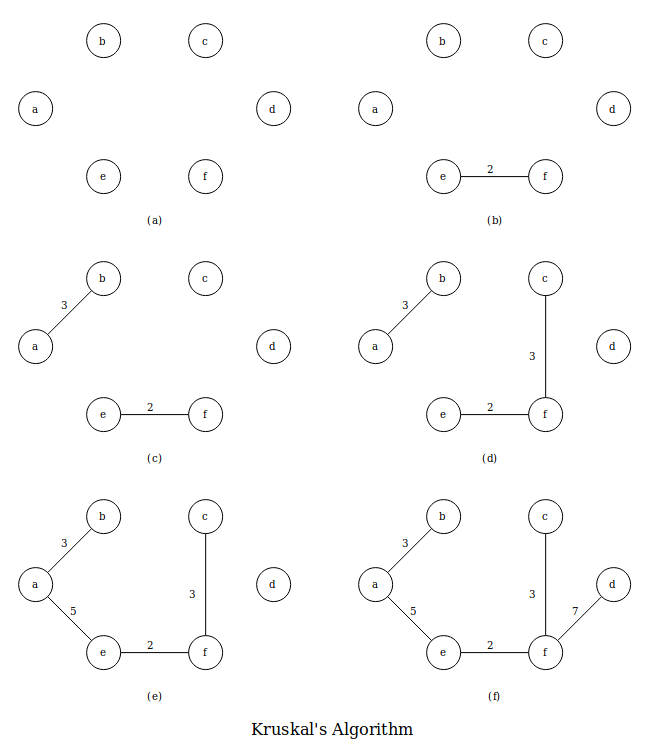 b c b c
a d a d
2
e f e f
(a) (b)
b c b c
3 3
a d a d
3
2 2
e f e f
(c) (d)
b c b c
3 3
a d a d
3 3
5 5 7
2 2
e f e f
(e) (f)
Kruskal's Algorithm